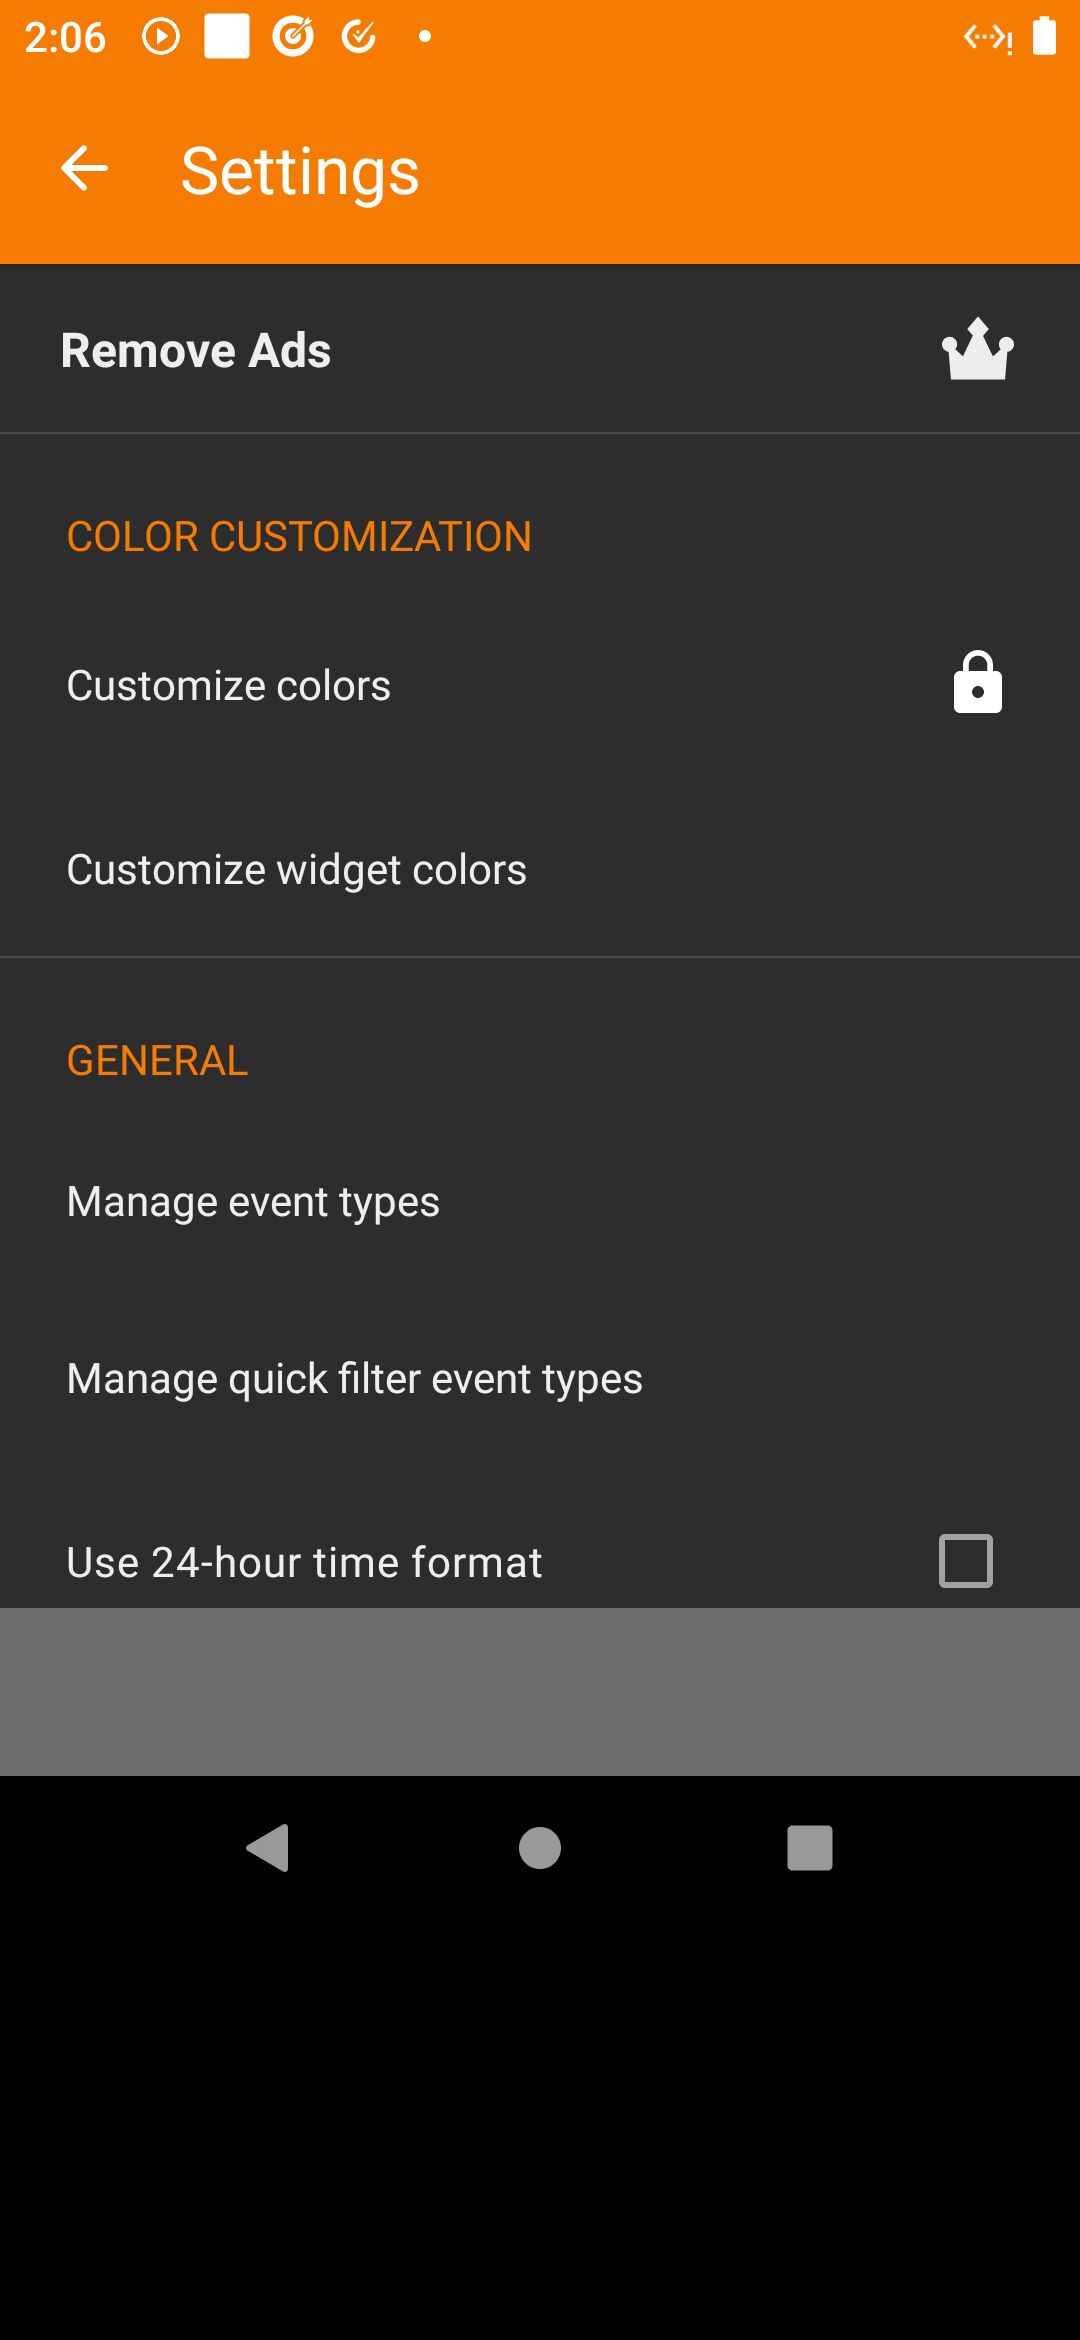 2:06
Settings
Remove Ads
COLOR CUSTOMIZATION
Customize colors
Customize widget colors
GENERAL
Manage event types
Manage quick filter event types
Use 24-hour time format